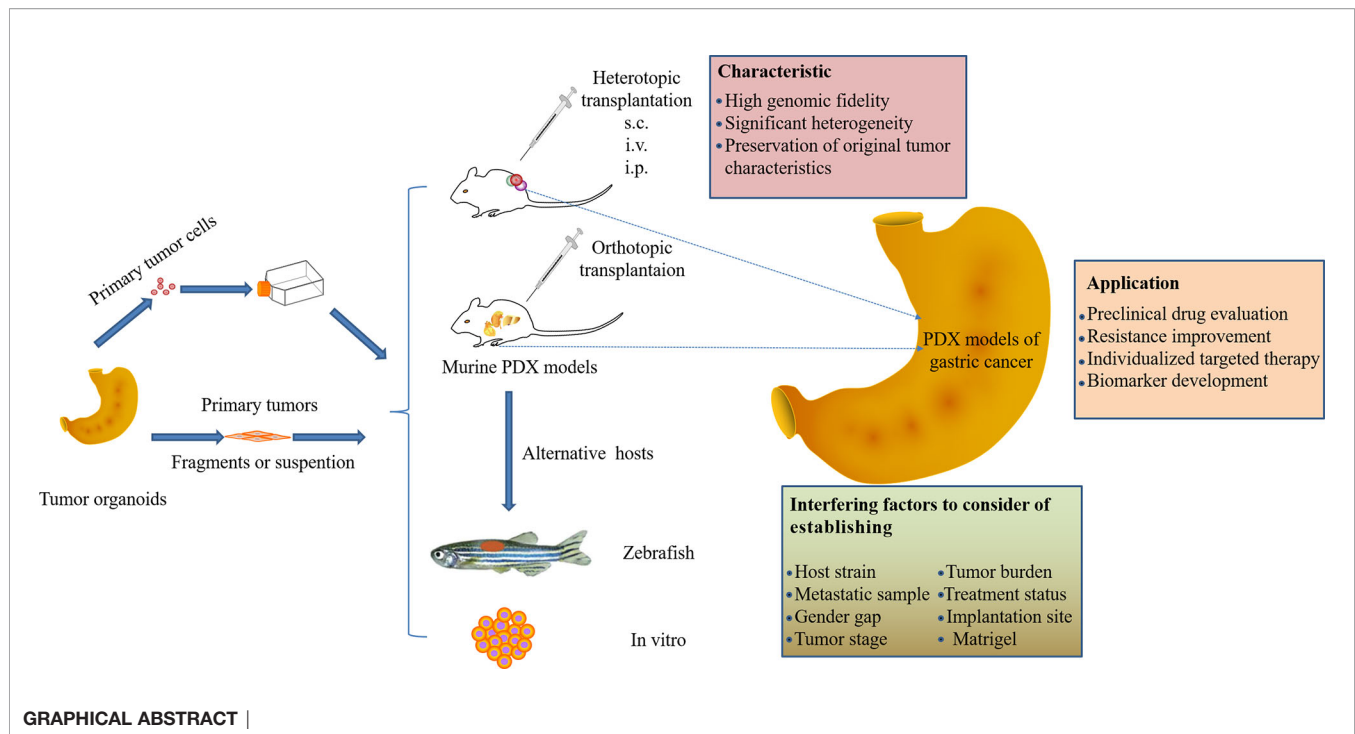 Primary tumor cells
Primary tumors
Fragments or suspention
Tumor organoids
Heterotopic
transplantation
s.c.
i.v.
i.p.
Orthotopic
transplantaion
Murine PDX models
Alternative hosts
Zebrafish
In vitro
Characteristic
High genomic fidelity
Significant heterogeneity
Preservation of original tumor
characteristics
PDX models of
gastric cancer
Application
Preclinical drug evaluation
Resistance improvement
Individualized targeted therapy
Biomarker development
Interfering factors to consider of
establishing
Host strain
Metastatic sample
Gender gap
Tumor stage
Tumor burden
Treatment status
Implantation site
Matrigel
GRAPHICAL ABSTRACT |